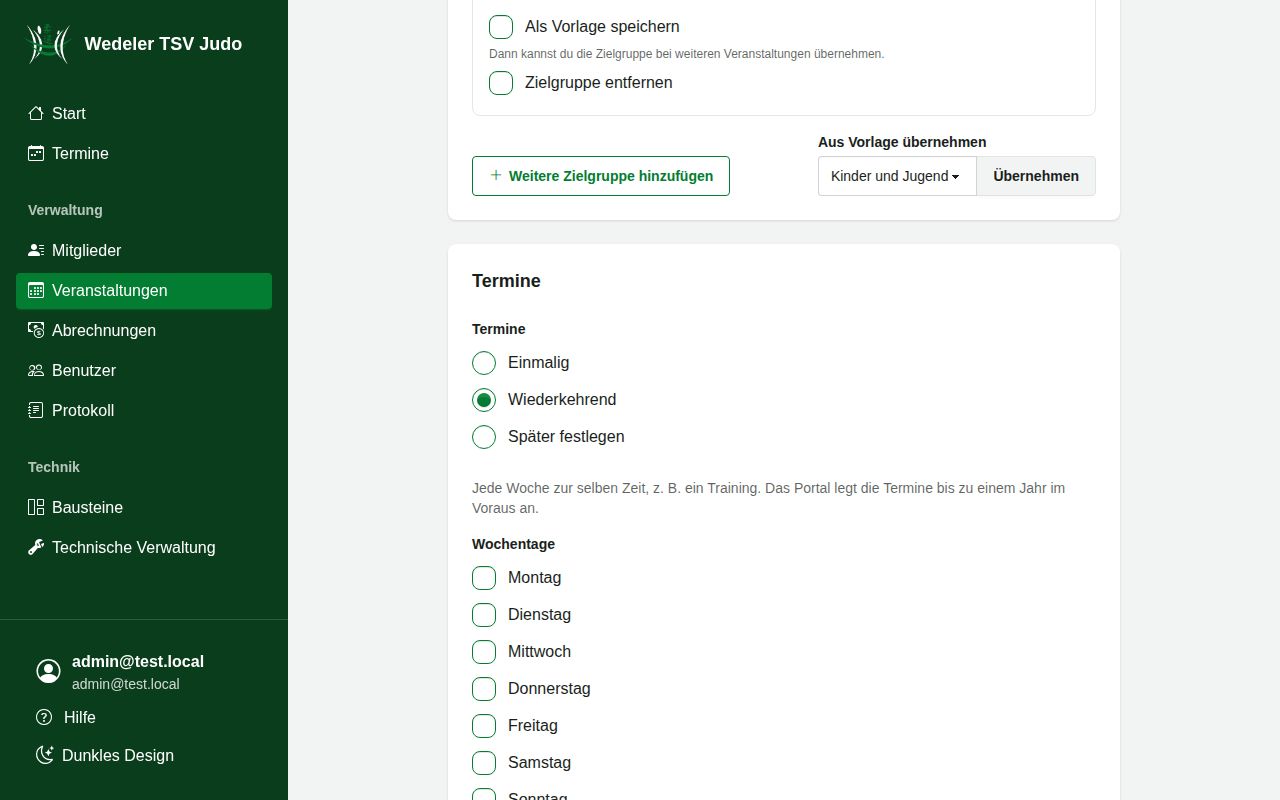 Wedeler TSV Judo
Start
Termine
Verwaltung
Mitglieder
Veranstaltungen
Abrechnungen
Benutzer
Protokoll
Technik
Bausteine
Technische Verwaltung
admin@test.local
admin@test.local
Hilfe
Dunkles Design
Als Vorlage speichern
Dann kannst du die Zielgruppe bei weiteren Veranstaltungen übernehmen.
Zielgruppe entfernen
Aus Vorlage übernehmen
+ Weitere Zielgruppe hinzufügen
Kinder und Jugend
Übernehmen
Termine
Termine
Einmalig
Wiederkehrend
Später festlegen
Jede Woche zur selben Zeit, z. B. ein Training. Das Portal legt die Termine bis zu einem Jahr im
Voraus an.
Wochentage
Montag
Dienstag
Mittwoch
Donnerstag
Freitag
Samstag
Sonntag